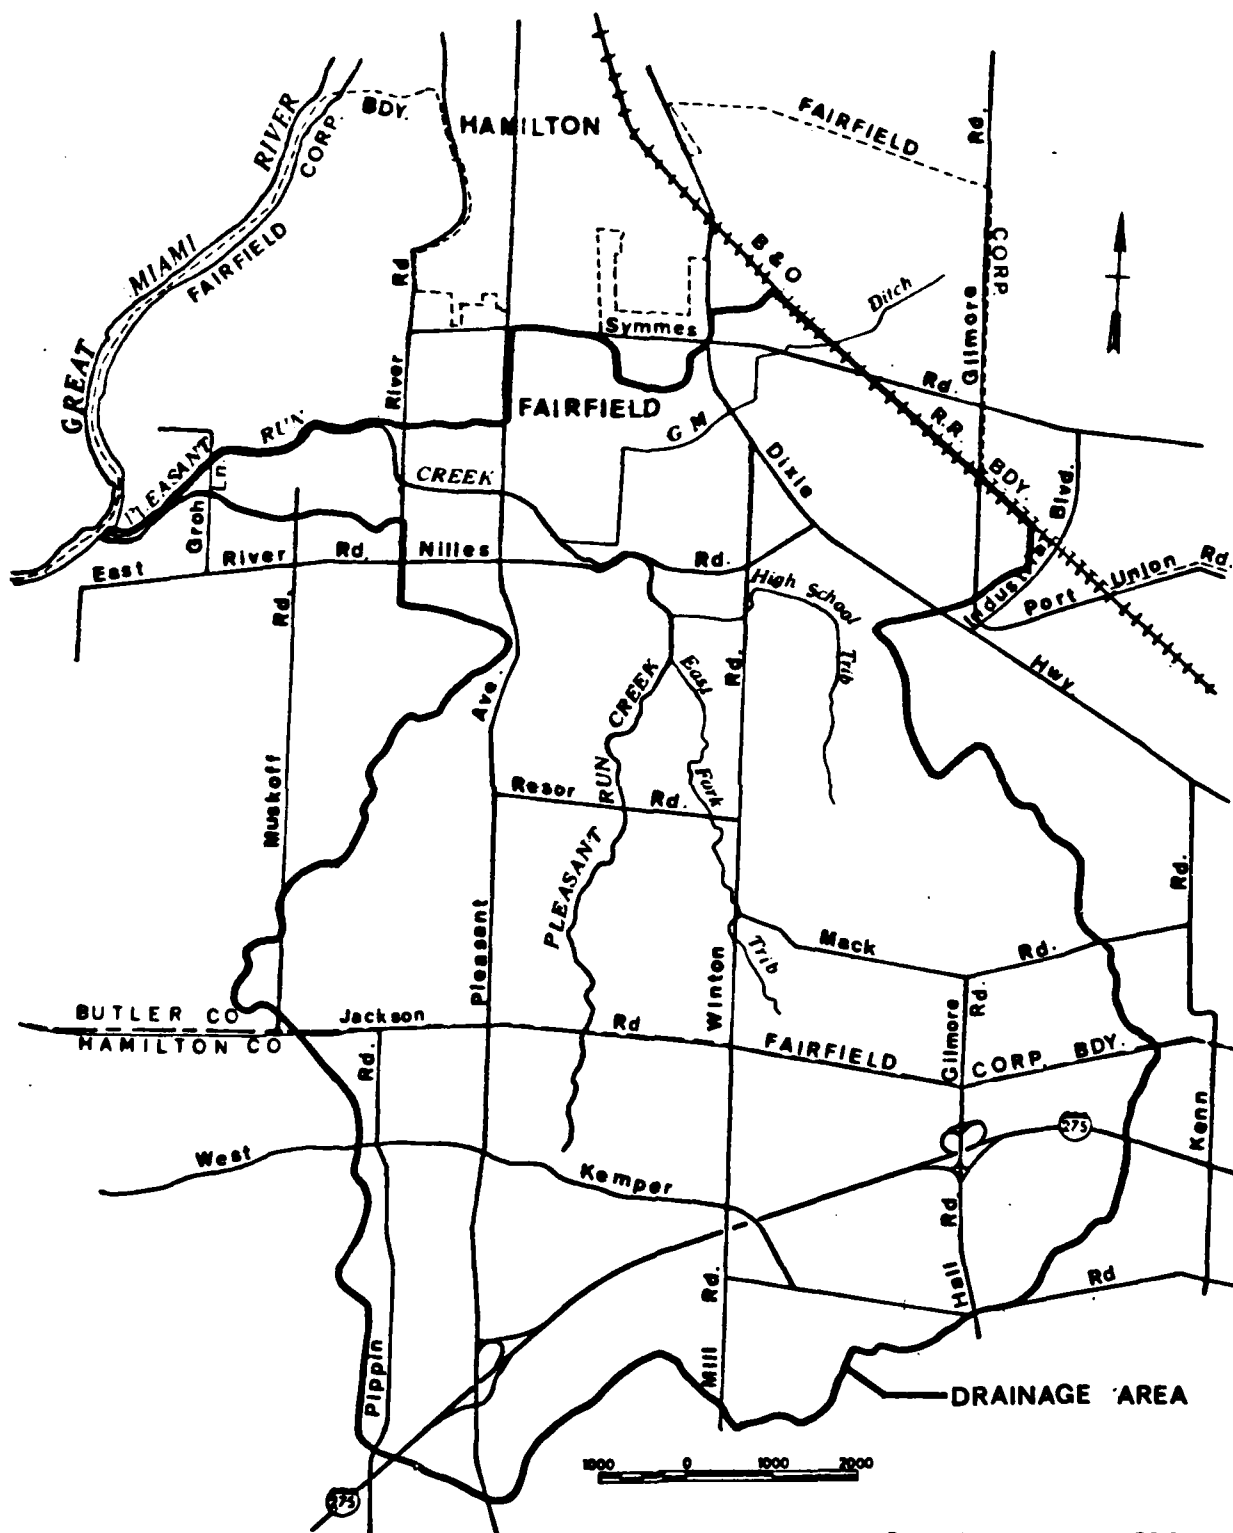 BDY.
HAMILTON
FAIRFIELD
Rd.
RIVER
CORP.
MIAMI
FAIRFIELD
GREAT
B & O
CORP.
Ditch
Rd
Gilmore
Symmes
River
Rd.
FAIRFIELD
RUN
G M
R.R.
BDY.
PLEASANT
Ln.
CREEK
Dixie
Blvd.
Groh
East River Rd.
Nilles Rd.
Industrial
Port Union Rd.
High School
Trib
Rd.
Rd.
East
Fork
CREEK
RUN
PLEASANT
Hwy.
Ave.
Muskoff
Resor Rd.
Rd.
Pleasant
Mack Rd.
Trib
Winton
Rd.
BUTLER CO
HAMILTON CO
Jackson Rd
FAIRFIELD CORP. BDY.
Gilmore
Rd.
275
Kenn
West Kemper
Rd
Hall
Rd
Rd.
Mill
Pippin
DRAINAGE AREA
1000 0 1000 2000
275